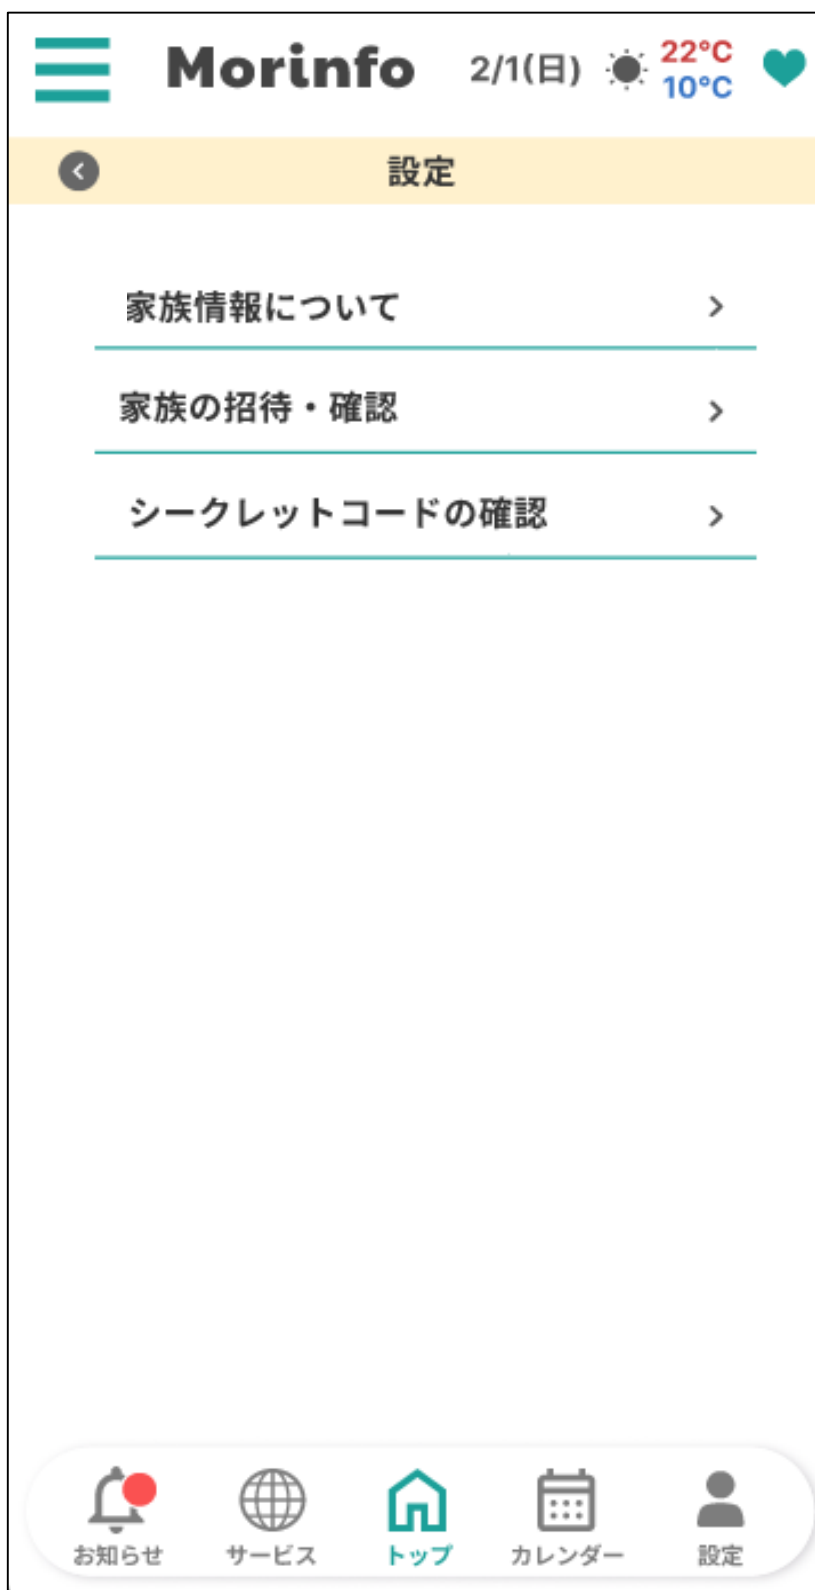 Morinfo 2/1(日) 22°C
10°C
設定
家族情報について
家族の招待・確認
シークレットコードの確認
お知らせ サービス トップ カレンダー 設定